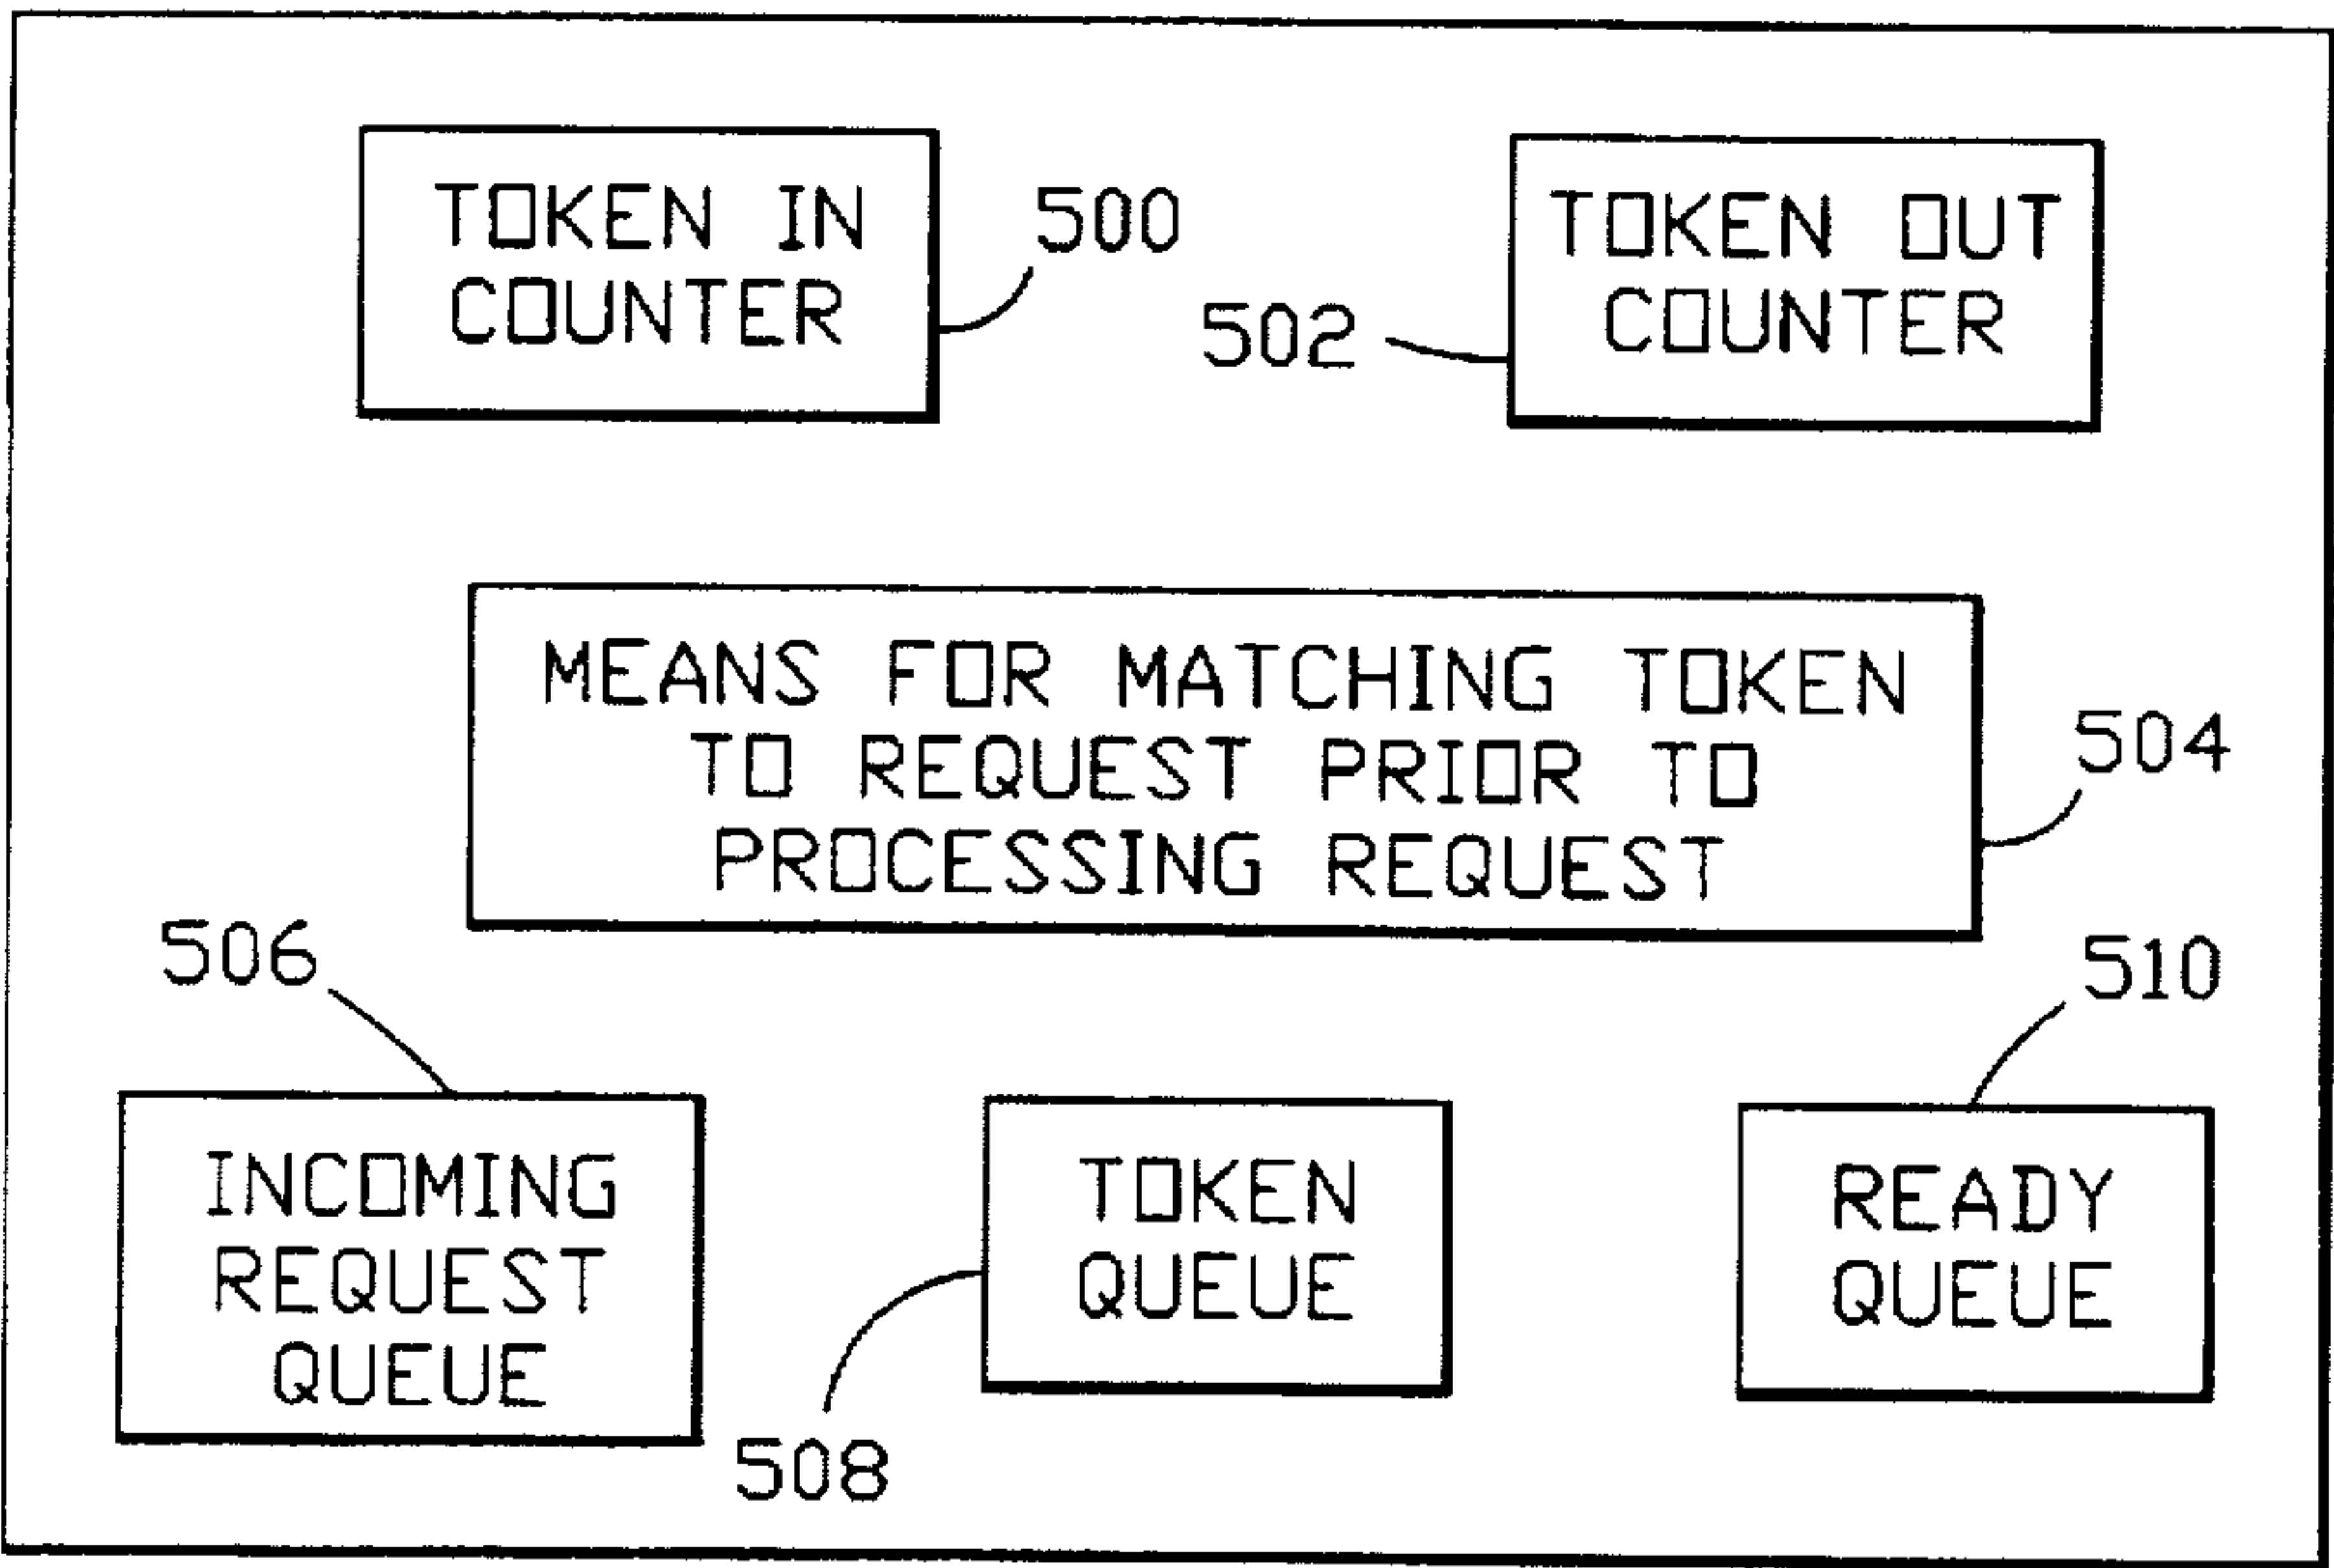 TOKEN IN
COUNTER
500
502
TOKEN OUT
COUNTER
MEANS FOR MATCHING TOKEN
TO REQUEST PRIOR TO
PROCESSING REQUEST
504
506
510
INCOMING
REQUEST
QUEUE
TOKEN
QUEUE
508
READY
QUEUE